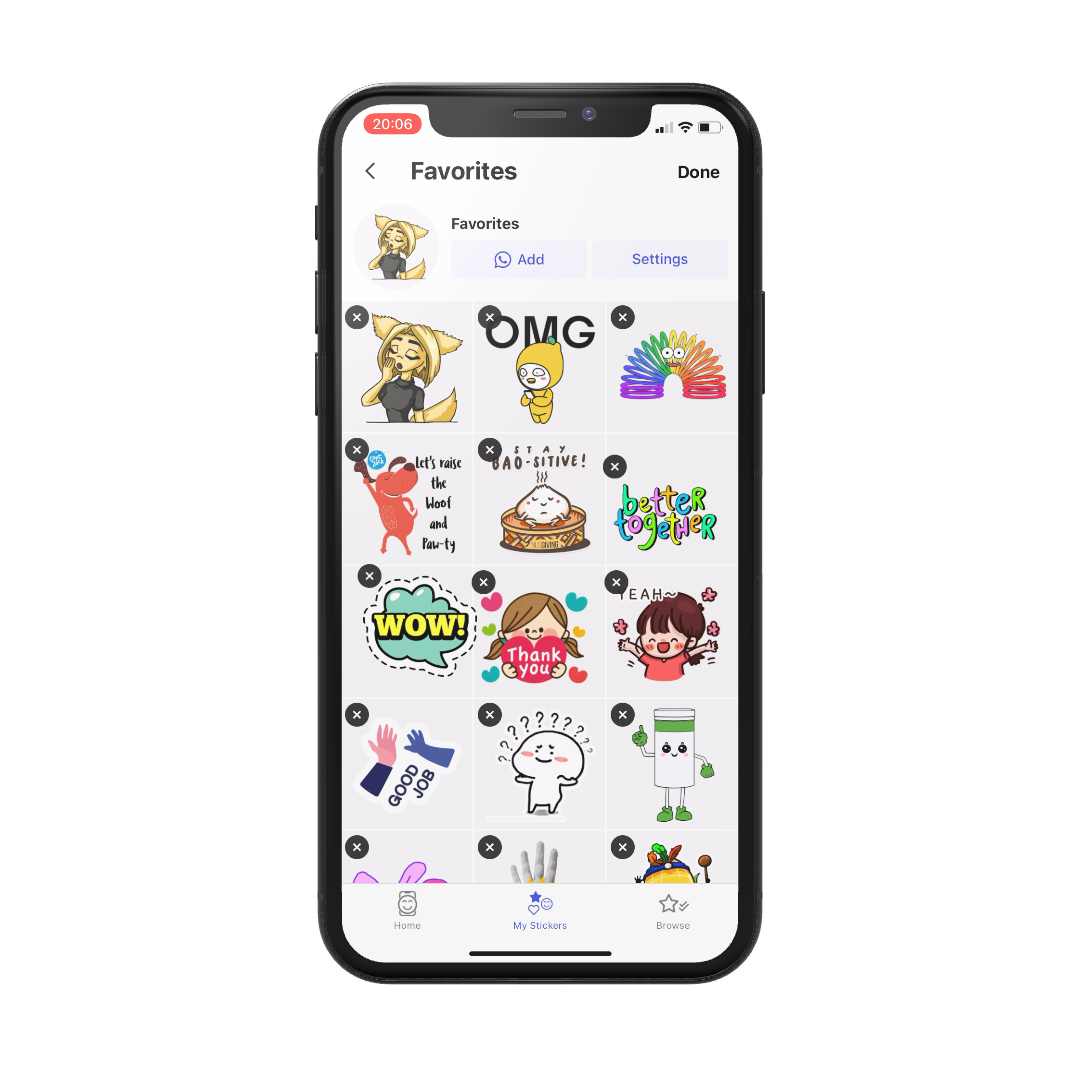 20:06
Favorites
Done
Favorites
Add
Settings
OMG
Let's raise
the
Woof
and
Paw-ty
STAY
BAO-SITIVE!
better
together
WOW!
Thank
you
YEAH~
GOOD
JOB
? ? ? ? ? ? ? ? ? ? ?
Home
My Stickers
Browse